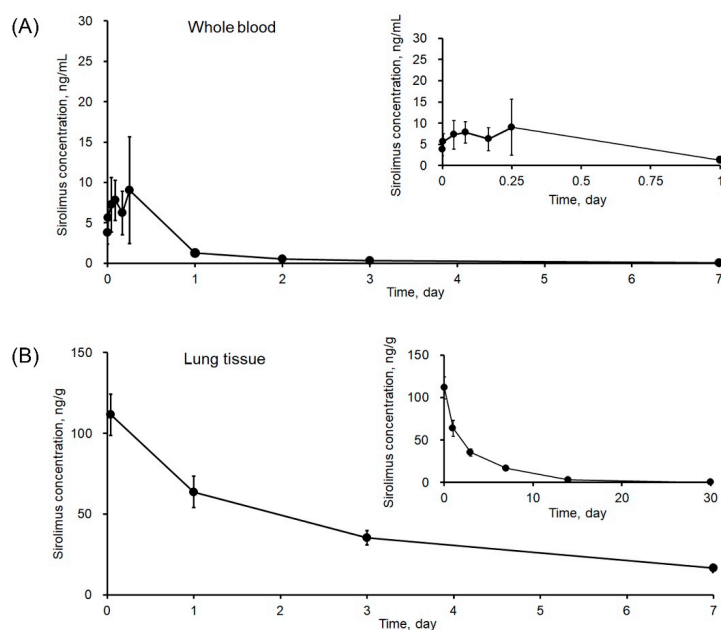 (A)
Whole blood
Sirolimus concentration, ng/mL
30
25
20
15
10
5
0
0 1 2 3 4 5 6 7
Time, day
Sirolimus concentration, ng/mL
30
25
20
15
10
5
0
0 0.25 0.5 0.75 1
Time, day
(B)
Lung tissue
Sirolimus concentration, ng/g
150
100
50
0
0 1 2 3 4 5 6 7
Time, day
Sirolimus concentration, ng/g
150
100
50
0
0 10 20 30
Time, day